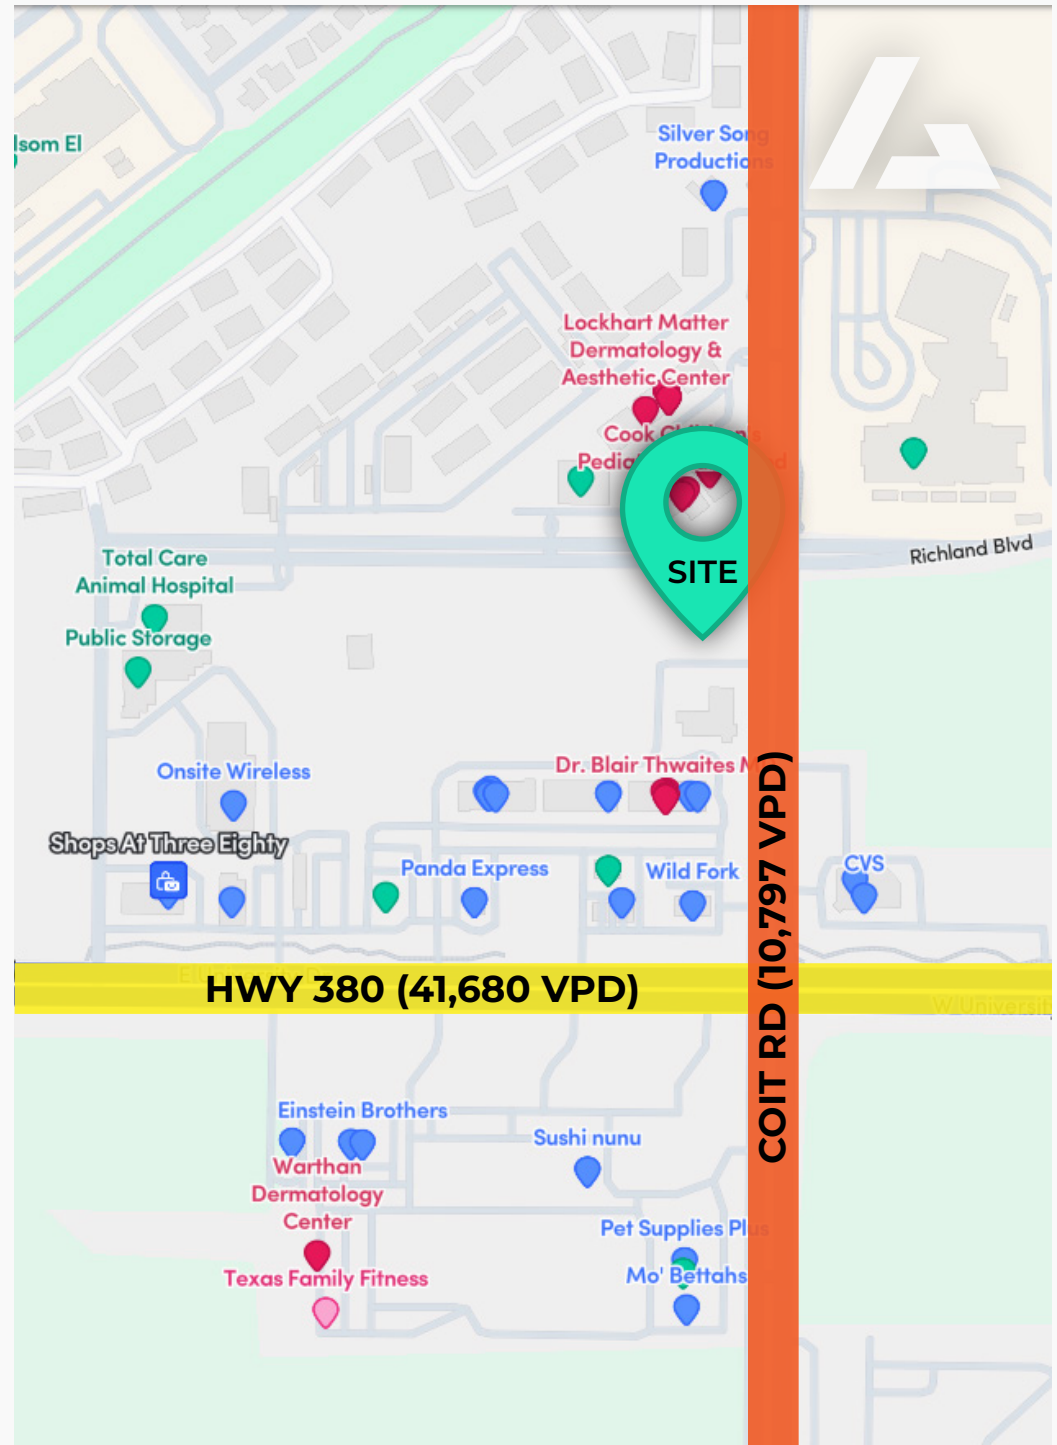 lsom El
Silver Song
Productions
Lockhart Matter
Dermatology &
Aesthetic Center
Cook
SITE
Richland Blvd
Total Care
Animal Hospital
Public Storage
Onsite Wireless
Dr. Blair Thwaites M
Shops At Three Eighty
Panda Express
Wild Fork
CVS
COIT RD (10,797 VPD)
E University D
HWY 380 (41,680 VPD)
W University
Einstein Brothers
Sushi nunu
Warthan
Dermatology
Center
Pet Supplies Plus
Texas Family Fitness
Mo' Bettahs